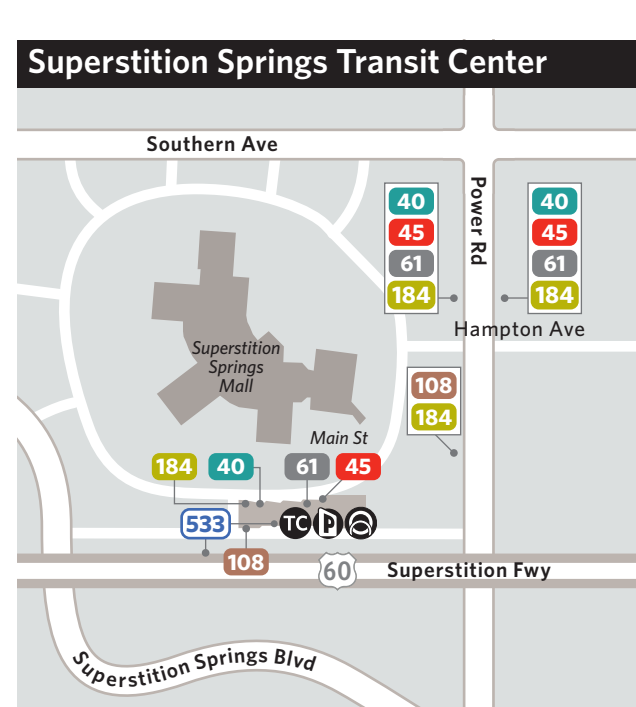 Superstition Springs Transit Center
Southern Ave
Power Rd
40
45
61
184
40
45
61
184
Hampton Ave
Superstition
Springs
Mall
108
184
Main St
184
40
61
45
533
TC
108
60
Superstition Fwy
Superstition Springs Blvd